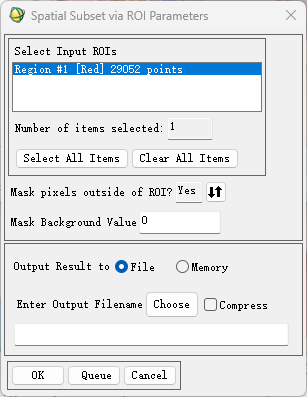 Spatial Subset via ROI Parameters
Select Input ROIs
Region #1 [Red] 29052 points
Number of items selected: 1
Select All Items Clear All Items
Mask pixels outside of ROI? Yes
Mask Background Value 0
Output Result to File Memory
Enter Output Filename Choose Compress
OK Queue Cancel